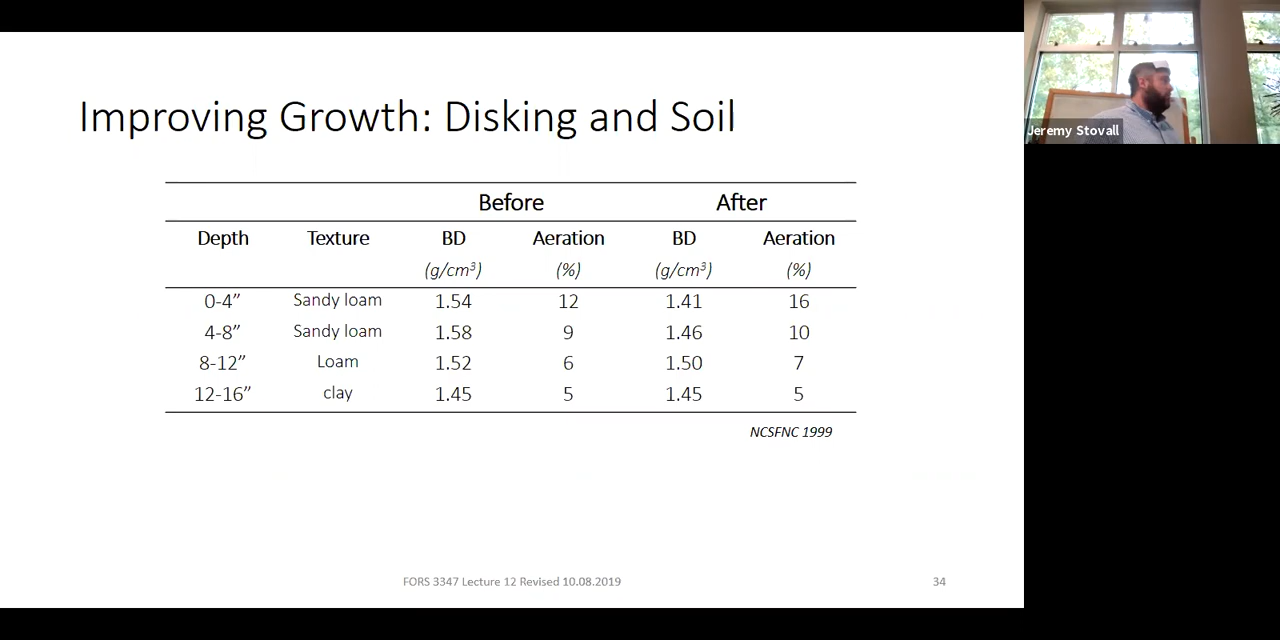 Improving Growth: Disking and Soil
Before After
Depth Texture BD Aeration BD Aeration
(g/cm³) (%) (g/cm³) (%)
0-4” Sandy loam 1.54 12 1.41 16
4-8” Sandy loam 1.58 9 1.46 10
8-12” Loam 1.52 6 1.50 7
12-16” clay 1.45 5 1.45 5
NCSFNC 1999
FORS 3347 Lecture 12 Revised 10.08.2019 34
Jeremy Stovall